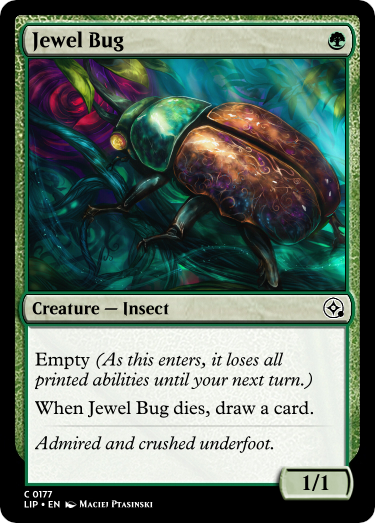 Jewel Bug
Creature — Insect
Empty (As this enters, it loses all
printed abilities until your next turn.)
When Jewel Bug dies, draw a card.
Admired and crushed underfoot.
1/1
C 0177
LIP • EN Maciej Ptasinski